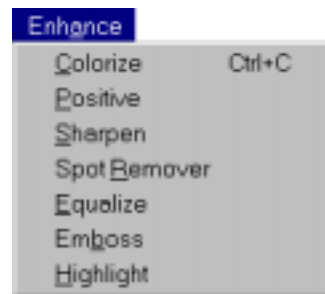 Enhance
Colorize Ctrl+C
Positive
Sharpen
Spot Remover
Equalize
Emboss
Highlight